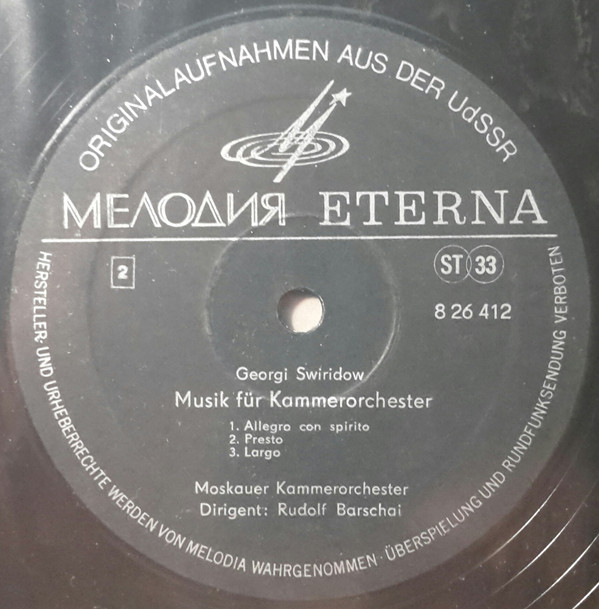 ORIGINALAUFNAHMEN AUS DER UdSSR
МЕЛОДИЯ ETERNA
2
ST 33
8 26 412
Georgi Swiridow
Musik für Kammerorchester
1. Allegro con spirito
2. Presto
3. Largo
Moskauer Kammerorchester
Dirigent: Rudolf Barschai
HERSTELLER- UND URHEBERRECHTE WERDEN VON MELODIA WAHRGENOMMEN · ÜBERSPIELUNG UND RUNDFUNKSENDUNG VERBOTEN